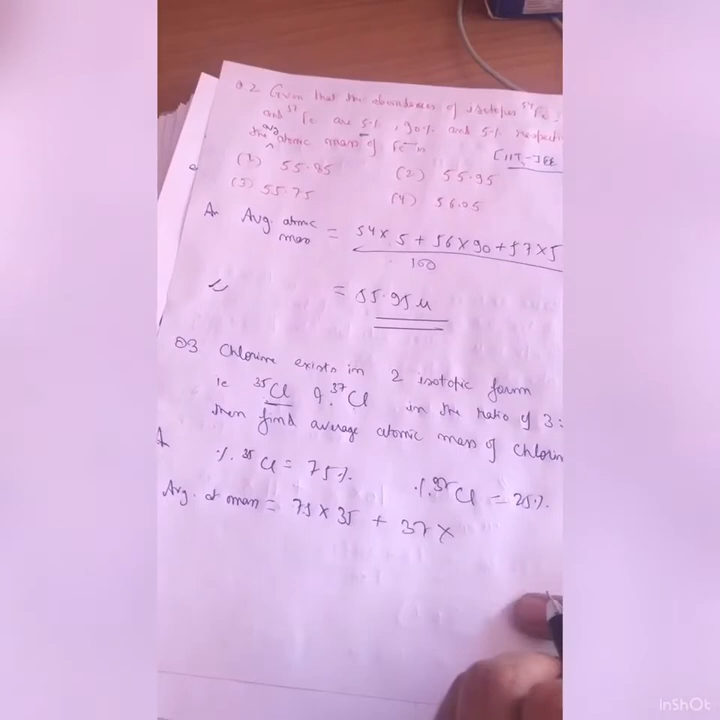 Q.2 Given that the abundances of isotopes ⁵⁴Fe,
and ⁵⁷Fe are 5%, 90% and 5% respecti
the avg atomic mass of Fe is
[IIT-JEE
(1) 55.85 (2) 55.95
(3) 55.75 (4) 56.05
A Avg. atomic mass = 54×5 + 56×90 + 57×5
100
= 55.95 u
Q3 Chlorine exists in 2 isotopic form
ie ³⁵Cl & ³⁷Cl in the ratio of 3:
then find average atomic mass of Chlorin
A %. ³⁵Cl = 75%. %. ³⁷Cl = 25%.
Avg. at mass = 75 × 35 + 37 ×
InShOt